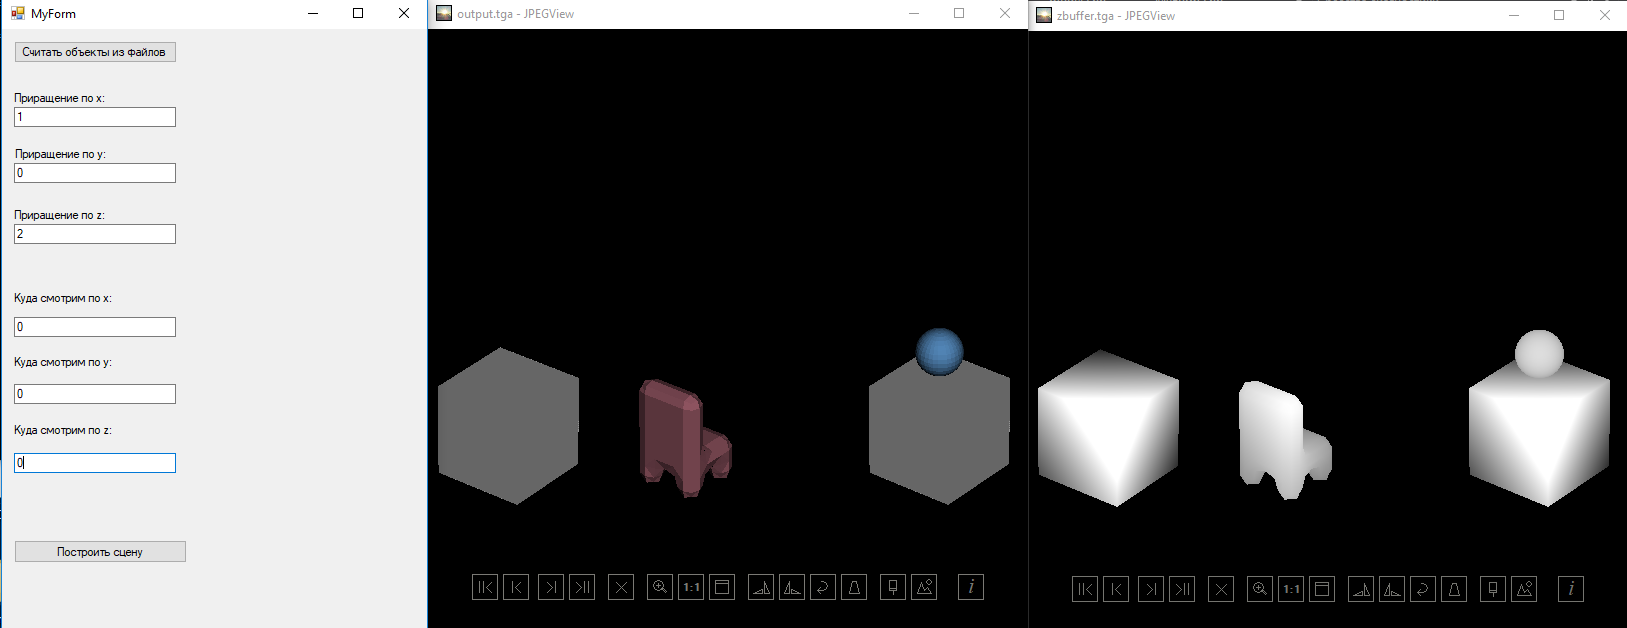 MyForm
Считать объекты из файлов
Приращение по x:
1
Приращение по y:
0
Приращение по z:
2
Куда смотрим по x:
0
Куда смотрим по y:
0
Куда смотрим по z:
0
Построить сцену
output.tga - JPEGView
1:1
i
zbuffer.tga - JPEGView
1:1
i